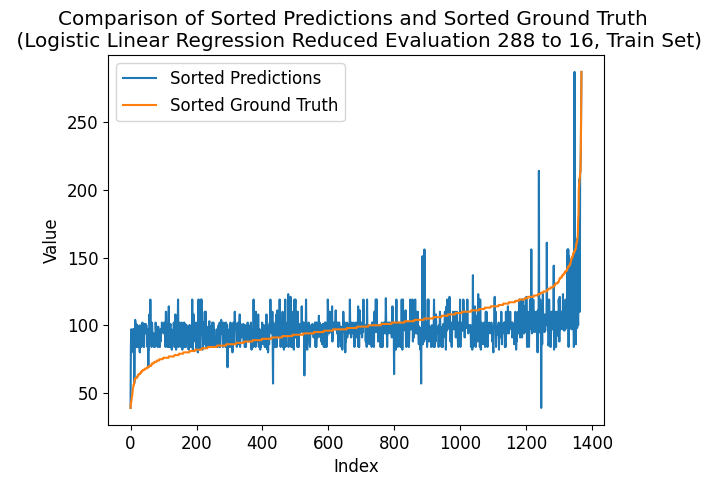 Comparison of Sorted Predictions and Sorted Ground Truth
(Logistic Linear Regression Reduced Evaluation 288 to 16, Train Set)
Sorted Predictions
Sorted Ground Truth
250
200
150
100
50
Value
0 200 400 600 800 1000 1200 1400
Index